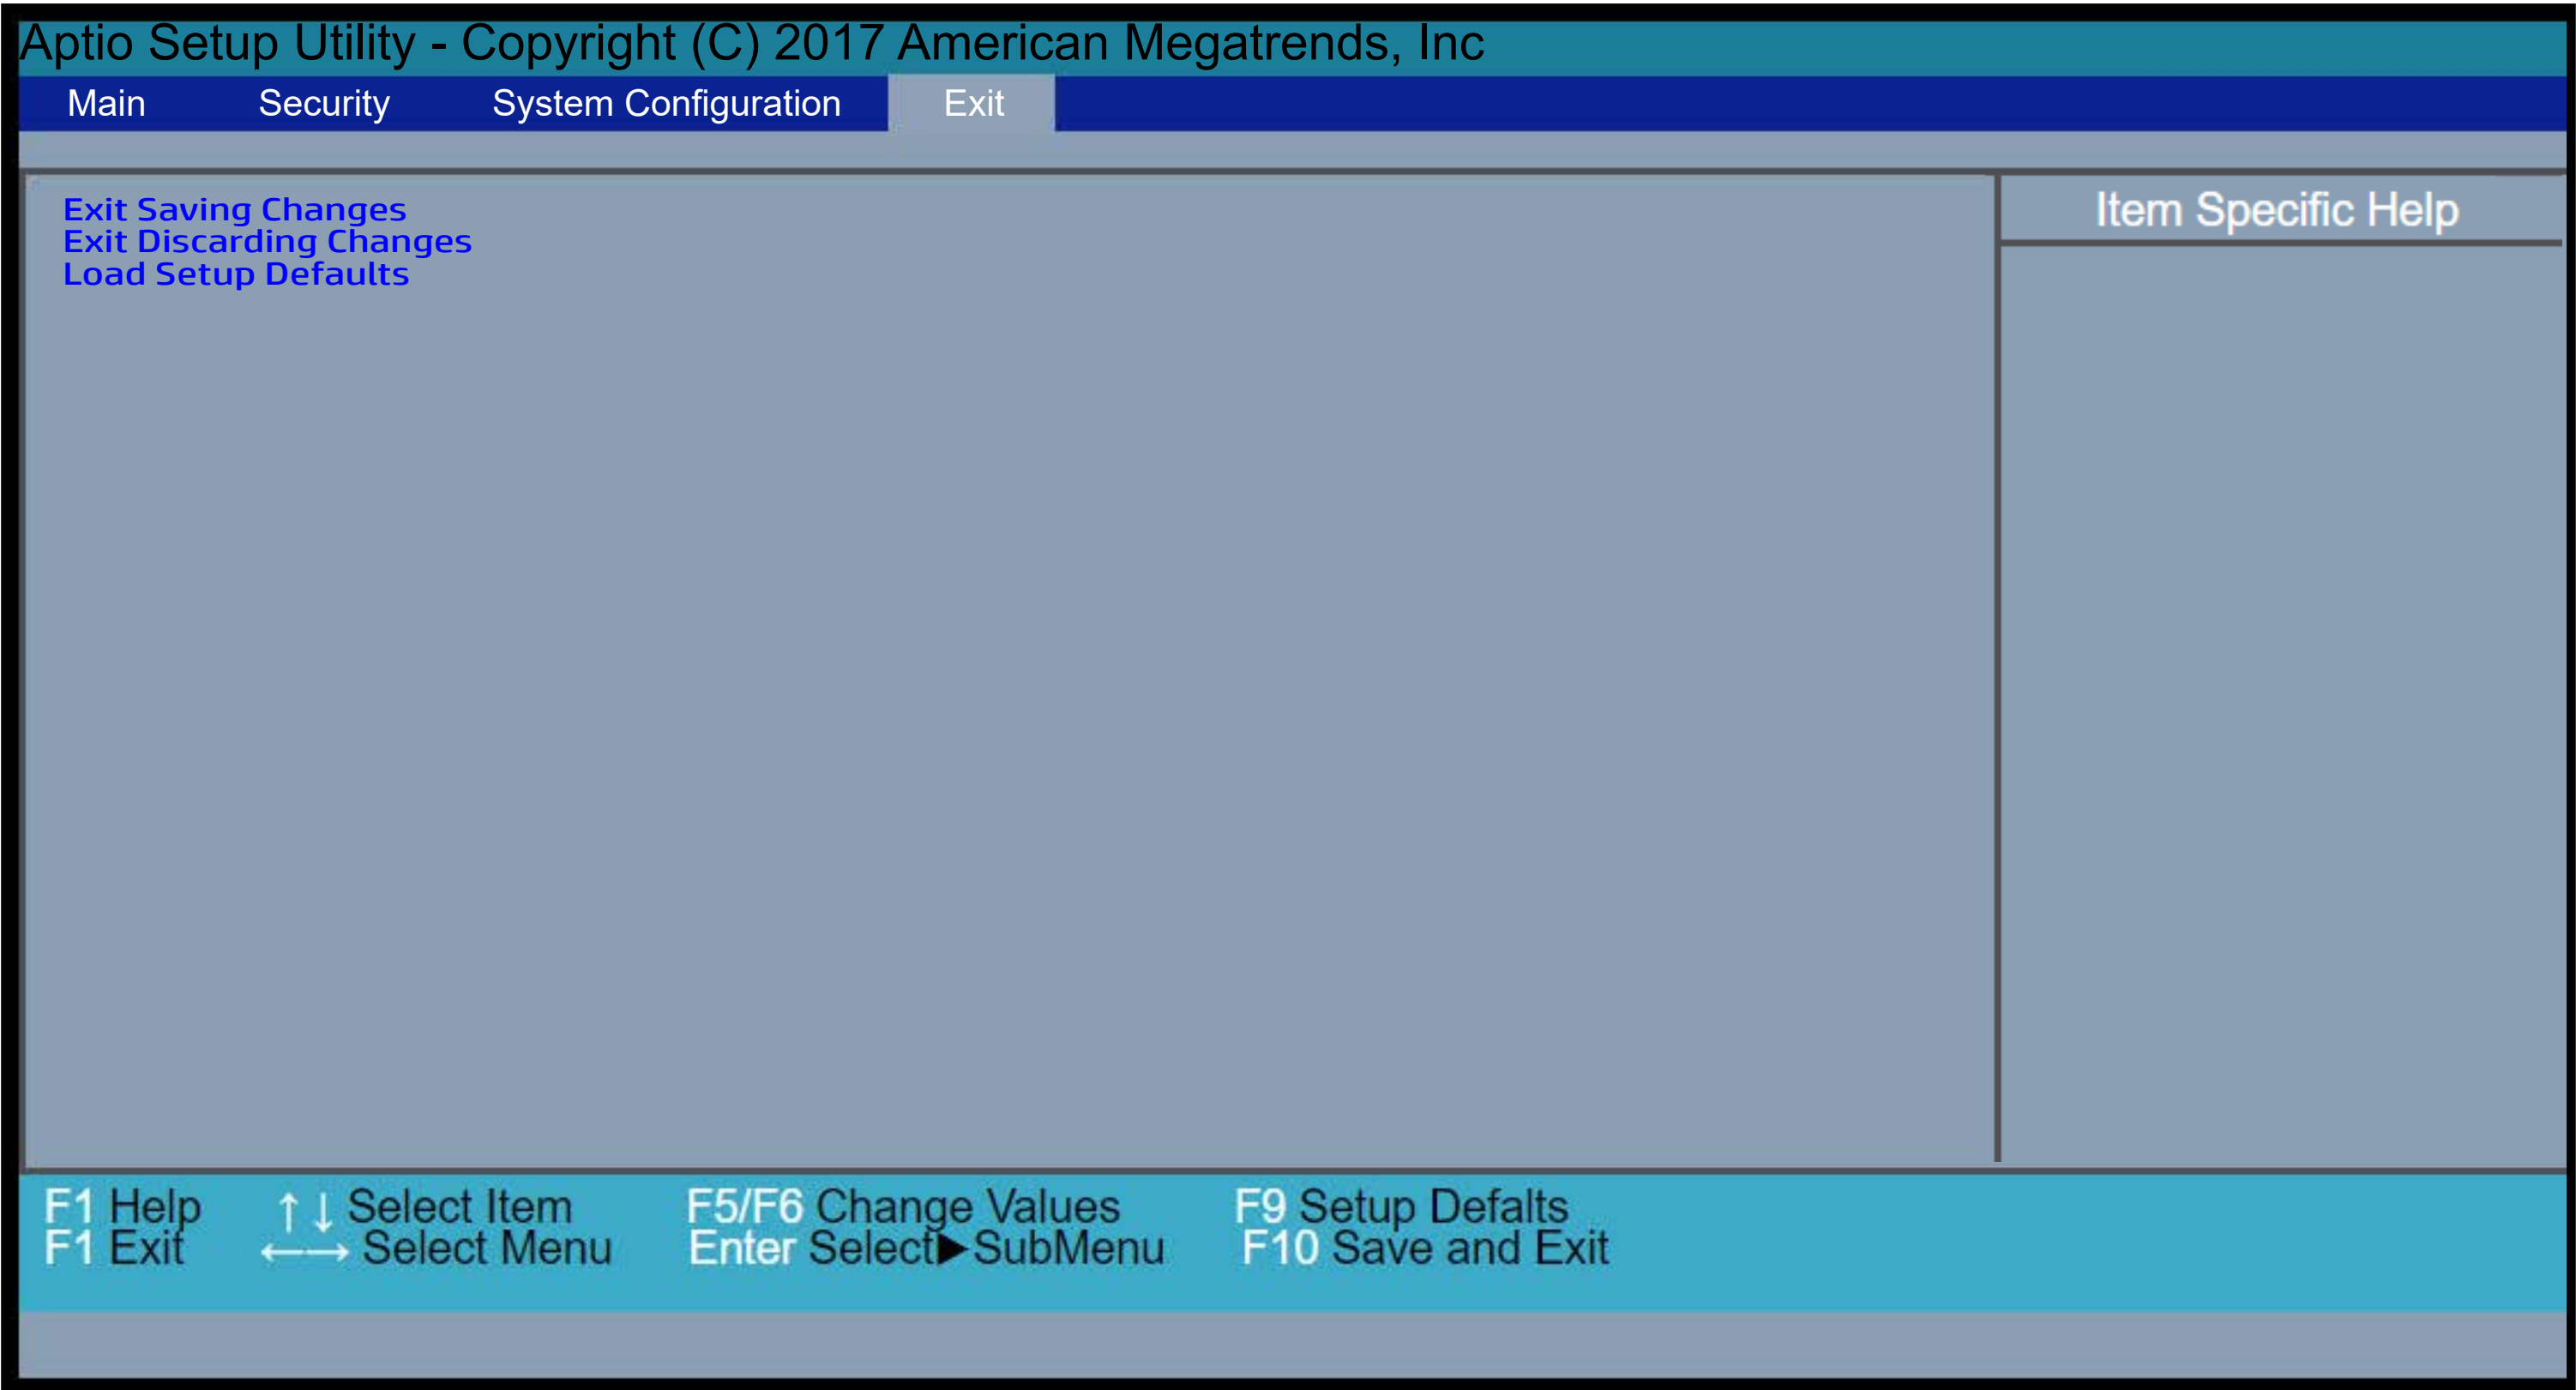 Aptio Setup Utility - Copyright (C) 2017 American Megatrends, Inc
Main Security System Configuration Exit
Exit Saving Changes
Exit Discarding Changes
Load Setup Defaults
Item Specific Help
F1 Help ↑↓ Select Item F5/F6 Change Values F9 Setup Defalts
F1 Exit ←→ Select Menu Enter Select▶SubMenu F10 Save and Exit